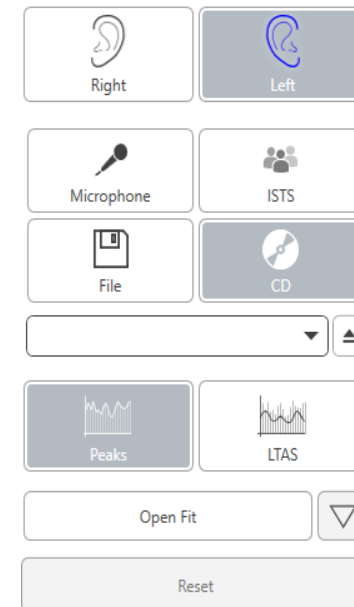 Right
Left
Microphone
ISTS
File
CD
Peaks
LTAS
Open Fit
Reset